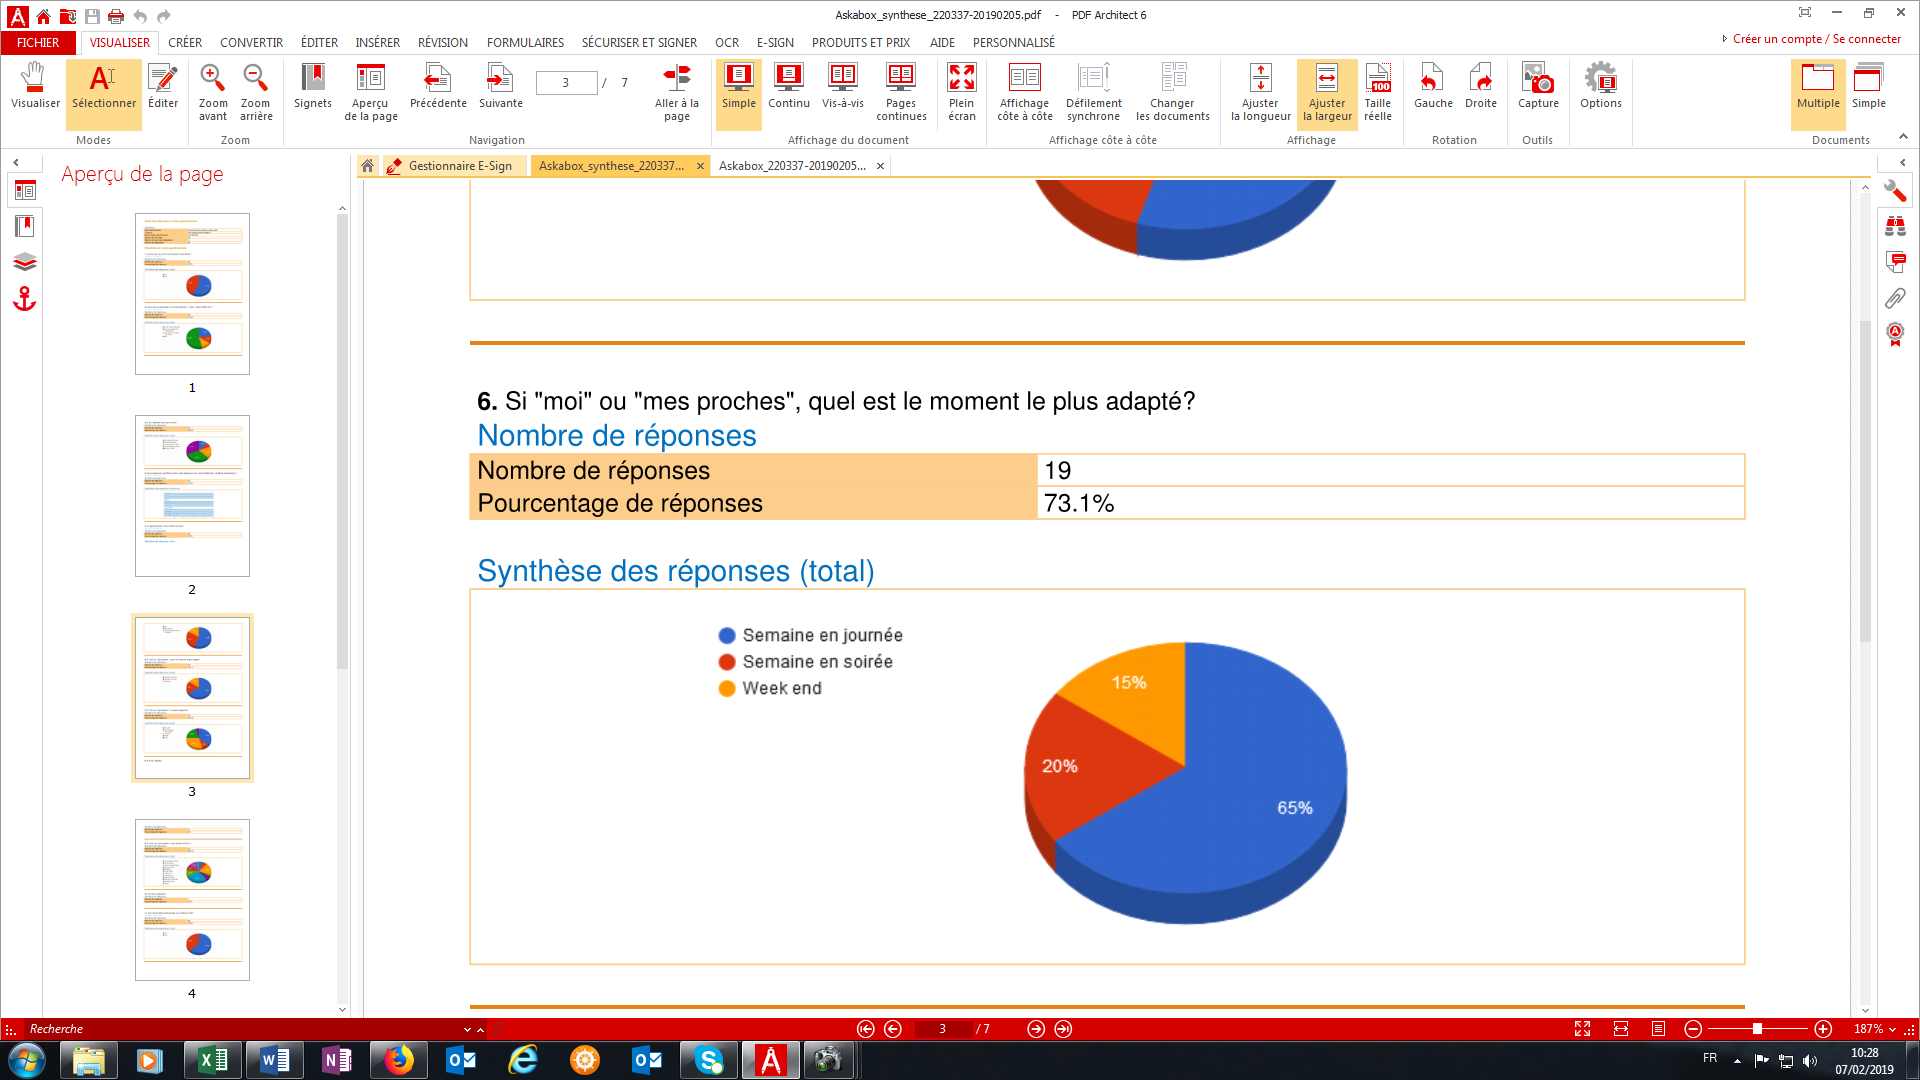 Askabox_synthese_220337-20190205.pdf - PDF Architect 6
FICHIER VISUALISER CRÉER CONVERTIR ÉDITER INSÉRER RÉVISION FORMULAIRES SÉCURISER ET SIGNER OCR E-SIGN PRODUITS ET PRIX AIDE PERSONNALISÉ Créer un compte / Se connecter
Visualiser Sélectionner Éditer Zoom avant Zoom arrière Signets Aperçu de la page Précédente Suivante 3 / 7 Aller à la page Simple Continu Vis-à-vis Pages continues Plein écran Affichage côte à côte Défilement synchrone Changer les documents Ajuster la longueur Ajuster la largeur Taille réelle Gauche Droite Capture Options Multiple Simple
Modes Zoom Navigation Affichage du document Affichage côte à côte Affichage Rotation Outils Documents
Aperçu de la page
Gestionnaire E-Sign Askabox_synthese_220337... Askabox_220337-20190205...
1
2
3
4
6. Si "moi" ou "mes proches", quel est le moment le plus adapté?
Nombre de réponses
Nombre de réponses 19
Pourcentage de réponses 73.1%
Synthèse des réponses (total)
Semaine en journée
Semaine en soirée
Week end
15%
20%
65%
Recherche 3 / 7 187%
FR 10:28
07/02/2019